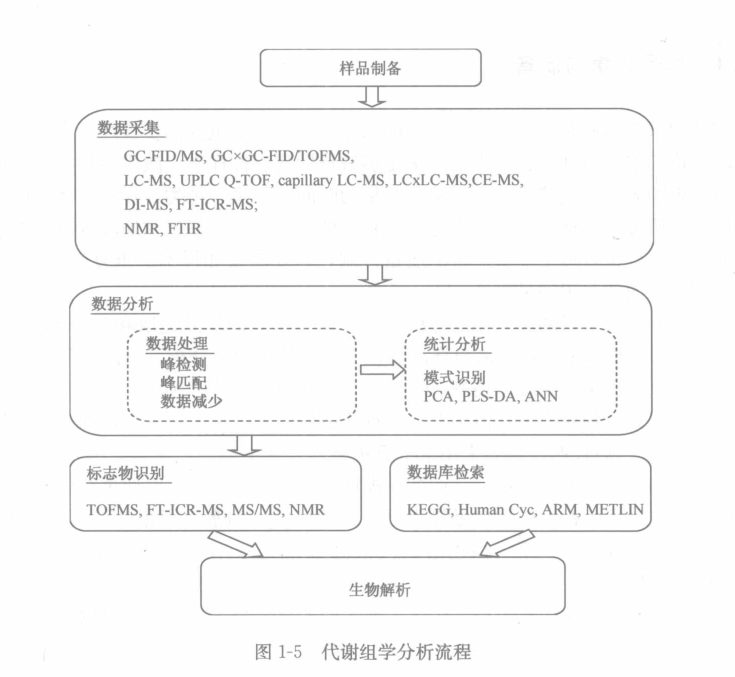 样品制备
数据采集
GC-FID/MS, GC×GC-FID/TOFMS,
LC-MS, UPLC Q-TOF, capillary LC-MS, LCxLC-MS,CE-MS,
DI-MS, FT-ICR-MS;
NMR, FTIR
数据分析
数据处理
峰检测
峰匹配
数据减少
统计分析
模式识别
PCA, PLS-DA, ANN
标志物识别
TOFMS, FT-ICR-MS, MS/MS, NMR
数据库检索
KEGG, Human Cyc, ARM, METLIN
生物解析
图 1-5 代谢组学分析流程